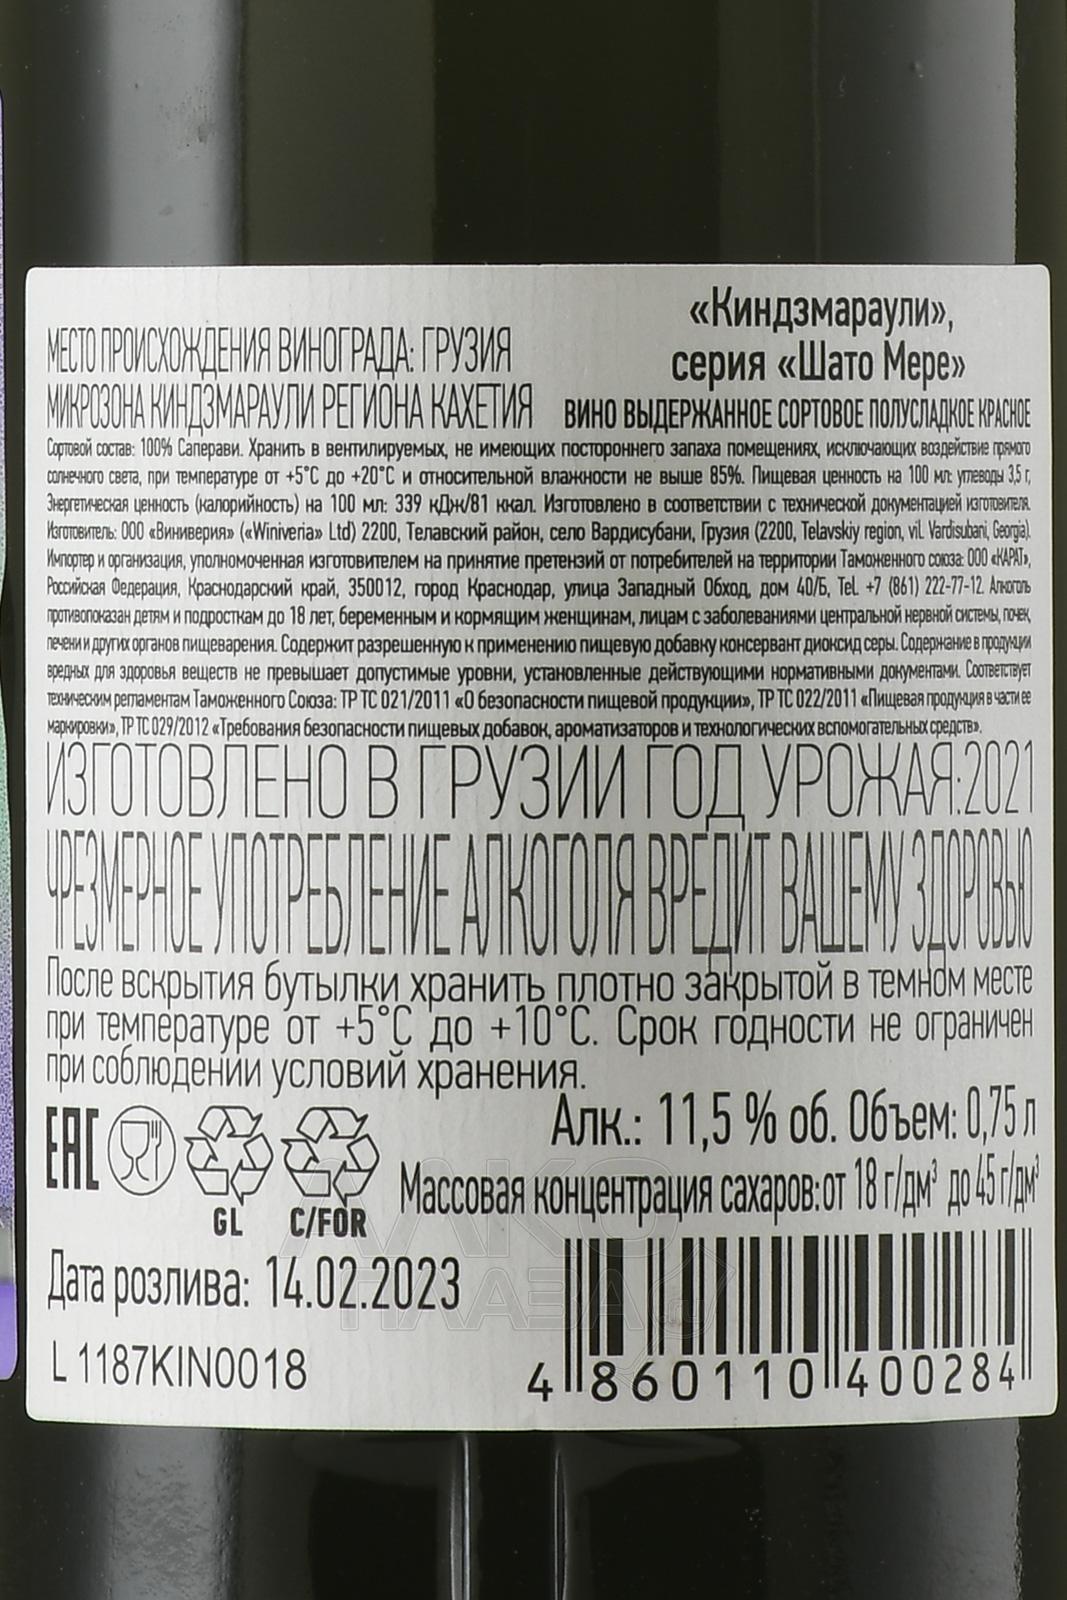 «Киндзмараули»,
серия «Шато Мере»
МЕСТО ПРОИСХОЖДЕНИЯ ВИНОГРАДА: ГРУЗИЯ
МИКРОЗОНА КИНДЗМАРАУЛИ РЕГИОНА КАХЕТИЯ
ВИНО ВЫДЕРЖАННОЕ СОРТОВОЕ ПОЛУСЛАДКОЕ КРАСНОЕ
Сортовой состав: 100% Саперави. Хранить в вентилируемых, не имеющих постороннего запаха помещениях, исключающих воздействие прямого
солнечного света, при температуре от +5°С до +20°С и относительной влажности не выше 85%. Пищевая ценность на 100 мл: углеводы 3,5 г,
Энергетическая ценность (калорийность) на 100 мл: 339 кДж/81 ккал. Изготовлено в соответствии с технической документацией изготовителя.
Изготовитель: ООО «Виниверия» («Winiveria» Ltd) 2200, Телавский район, село Вардисубани, Грузия (2200, Telavskiy region, vil. Vardisubani, Georgia).
Импортер и организация, уполномоченная изготовителем на принятие претензий от потребителей на территории Таможенного союза: ООО «КАРАТ»,
Российская Федерация, Краснодарский край, 350012, город Краснодар, улица Западный Обход, дом 40/Б, Tel. +7 (861) 222-77-12. Алкоголь
противопоказан детям и подросткам до 18 лет, беременным и кормящим женщинам, лицам с заболеваниями центральной нервной системы, почек,
печени и других органов пищеварения. Содержит разрешенную к применению пищевую добавку консервант диоксид серы. Содержание в продукции
вредных для здоровья веществ не превышает допустимые уровни, установленные действующими нормативными документами. Соответствует
техническим регламентам Таможенного Союза: ТР ТС 021/2011 «О безопасности пищевой продукции», ТР ТС 022/2011 «Пищевая продукция в части ее
маркировки», ТР ТС 029/2012 «Требования безопасности пищевых добавок, ароматизаторов и технологических вспомогательных средств».
ИЗГОТОВЛЕНО В ГРУЗИИ ГОД УРОЖАЯ:2021
ЧРЕЗМЕРНОЕ УПОТРЕБЛЕНИЕ АЛКОГОЛЯ ВРЕДИТ ВАШЕМУ ЗДОРОВЬЮ
После вскрытия бутылки хранить плотно закрытой в темном месте
при температуре от +5°С до +10°С. Срок годности не ограничен
при соблюдении условий хранения.
Алк.: 11,5 % об. Объем: 0,75 л
EAC
GL C/FOR
Массовая концентрация сахаров:от 18 г/дм³ до 45 г/дм³
Дата розлива: 14.02.2023
L 1187KIN0018
4 860110 400284
АЛКО
ПЛАЗА.ru